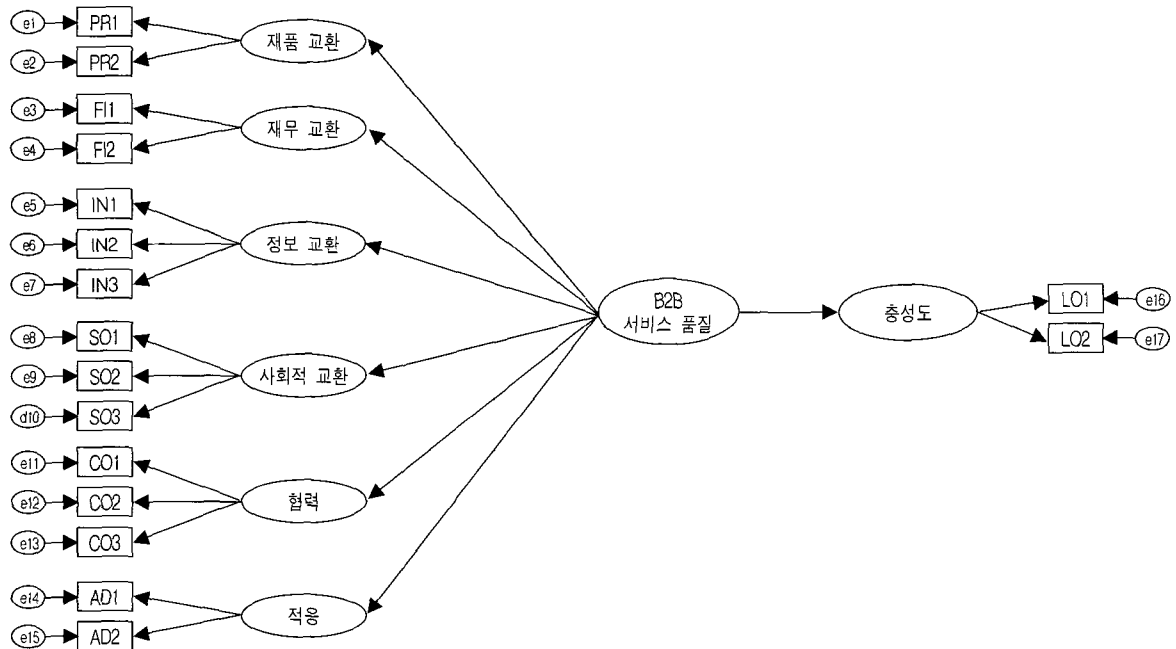 e1 PR1
재품 교환
e2 PR2
e3 FI1
재무 교환
e4 FI2
e5 IN1
e6 IN2
정보 교환
e7 IN3
B2B
서비스 품질
충성도
LO1 e16
LO2 e17
e8 SO1
e9 SO2
사회적 교환
d10 SO3
e11 CO1
e12 CO2
협력
e13 CO3
e14 AD1
적응
e15 AD2